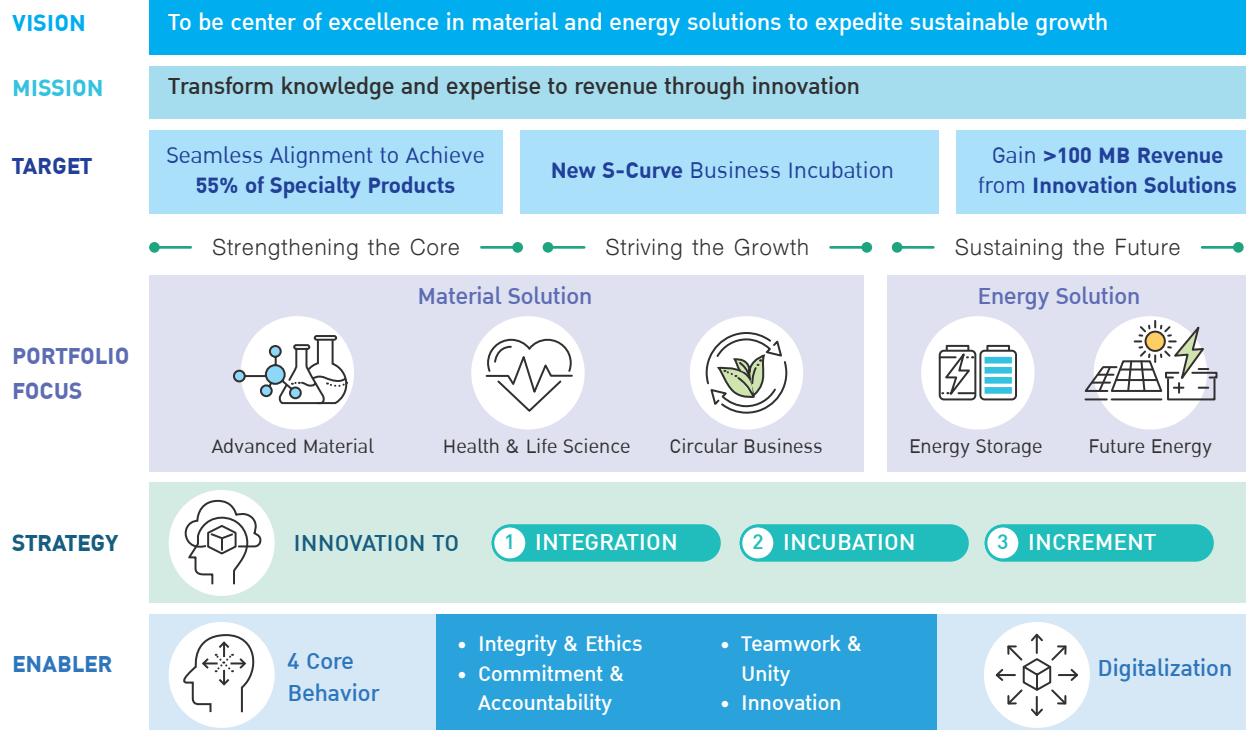 VISION
To be center of excellence in material and energy solutions to expedite sustainable growth
MISSION
Transform knowledge and expertise to revenue through innovation
TARGET
Seamless Alignment to Achieve
55% of Specialty Products
New S-Curve Business Incubation
Gain >100 MB Revenue
from Innovation Solutions
Strengthening the Core
Striving the Growth
Sustaining the Future
PORTFOLIO
FOCUS
Material Solution
Advanced Material
Health & Life Science
Circular Business
Energy Solution
Energy Storage
Future Energy
STRATEGY
INNOVATION TO
1 INTEGRATION
2 INCUBATION
3 INCREMENT
ENABLER
4 Core
Behavior
• Integrity & Ethics
• Commitment &
Accountability
• Teamwork &
Unity
• Innovation
Digitalization